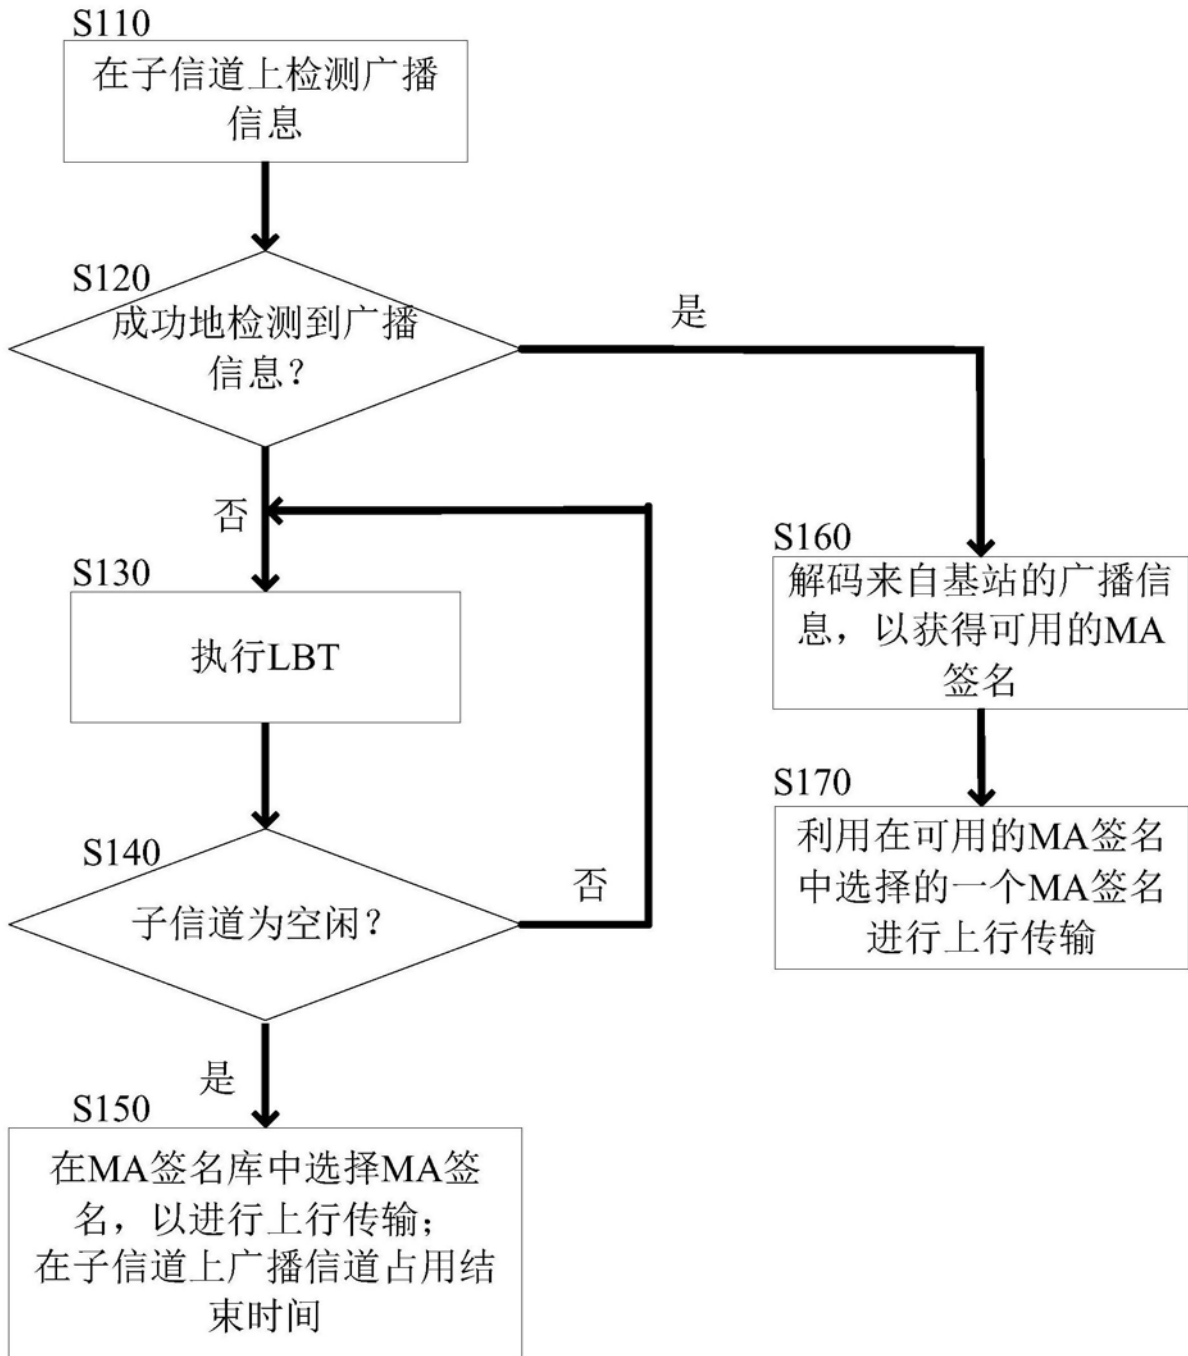 S110
在子信道上检测广播
信息
S120
成功地检测到广播
信息？
是
否
S130
执行LBT
S140
子信道为空闲？
否
是
S150
在MA签名库中选择MA签
名，以进行上行传输；
在子信道上广播信道占用结
束时间
S160
解码来自基站的广播信
息，以获得可用的MA
签名
S170
利用在可用的MA签名
中选择的一个MA签名
进行上行传输